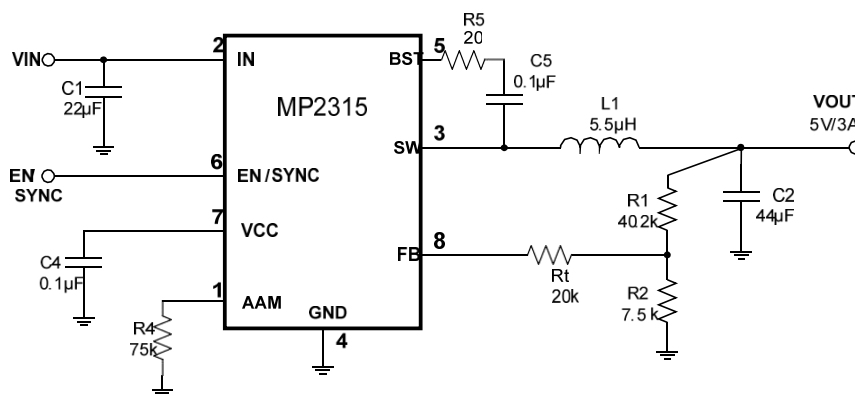 R5
20
2
5
VIN
IN
BST
C5
0.1µF
C1
22µF
MP2315
L1
5.5µH
VOUT
5V/3A
3
SW
6
EN
SYNC
EN/SYNC
R1
40.2k
C2
44µF
7
VCC
8
FB
C4
0.1µF
Rt
20k
1
AAM
R2
7.5k
R4
75k
GND
4